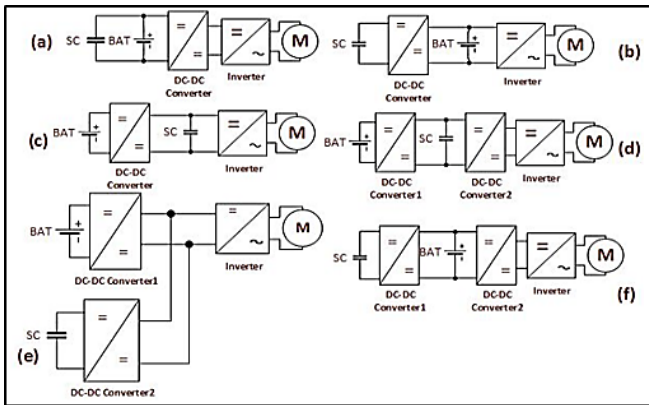 (a)
SC
BAT
DC-DC
Converter
Inverter
M
(b)
SC
BAT
DC-DC
Converter
Inverter
M
(c)
BAT
SC
DC-DC
Converter
Inverter
M
(d)
BAT
SC
DC-DC
Converter1
DC-DC
Converter2
Inverter
M
(e)
BAT
DC-DC Converter1
Inverter
M
SC
DC-DC Converter2
(f)
SC
BAT
DC-DC
Converter1
DC-DC
Converter2
Inverter
M